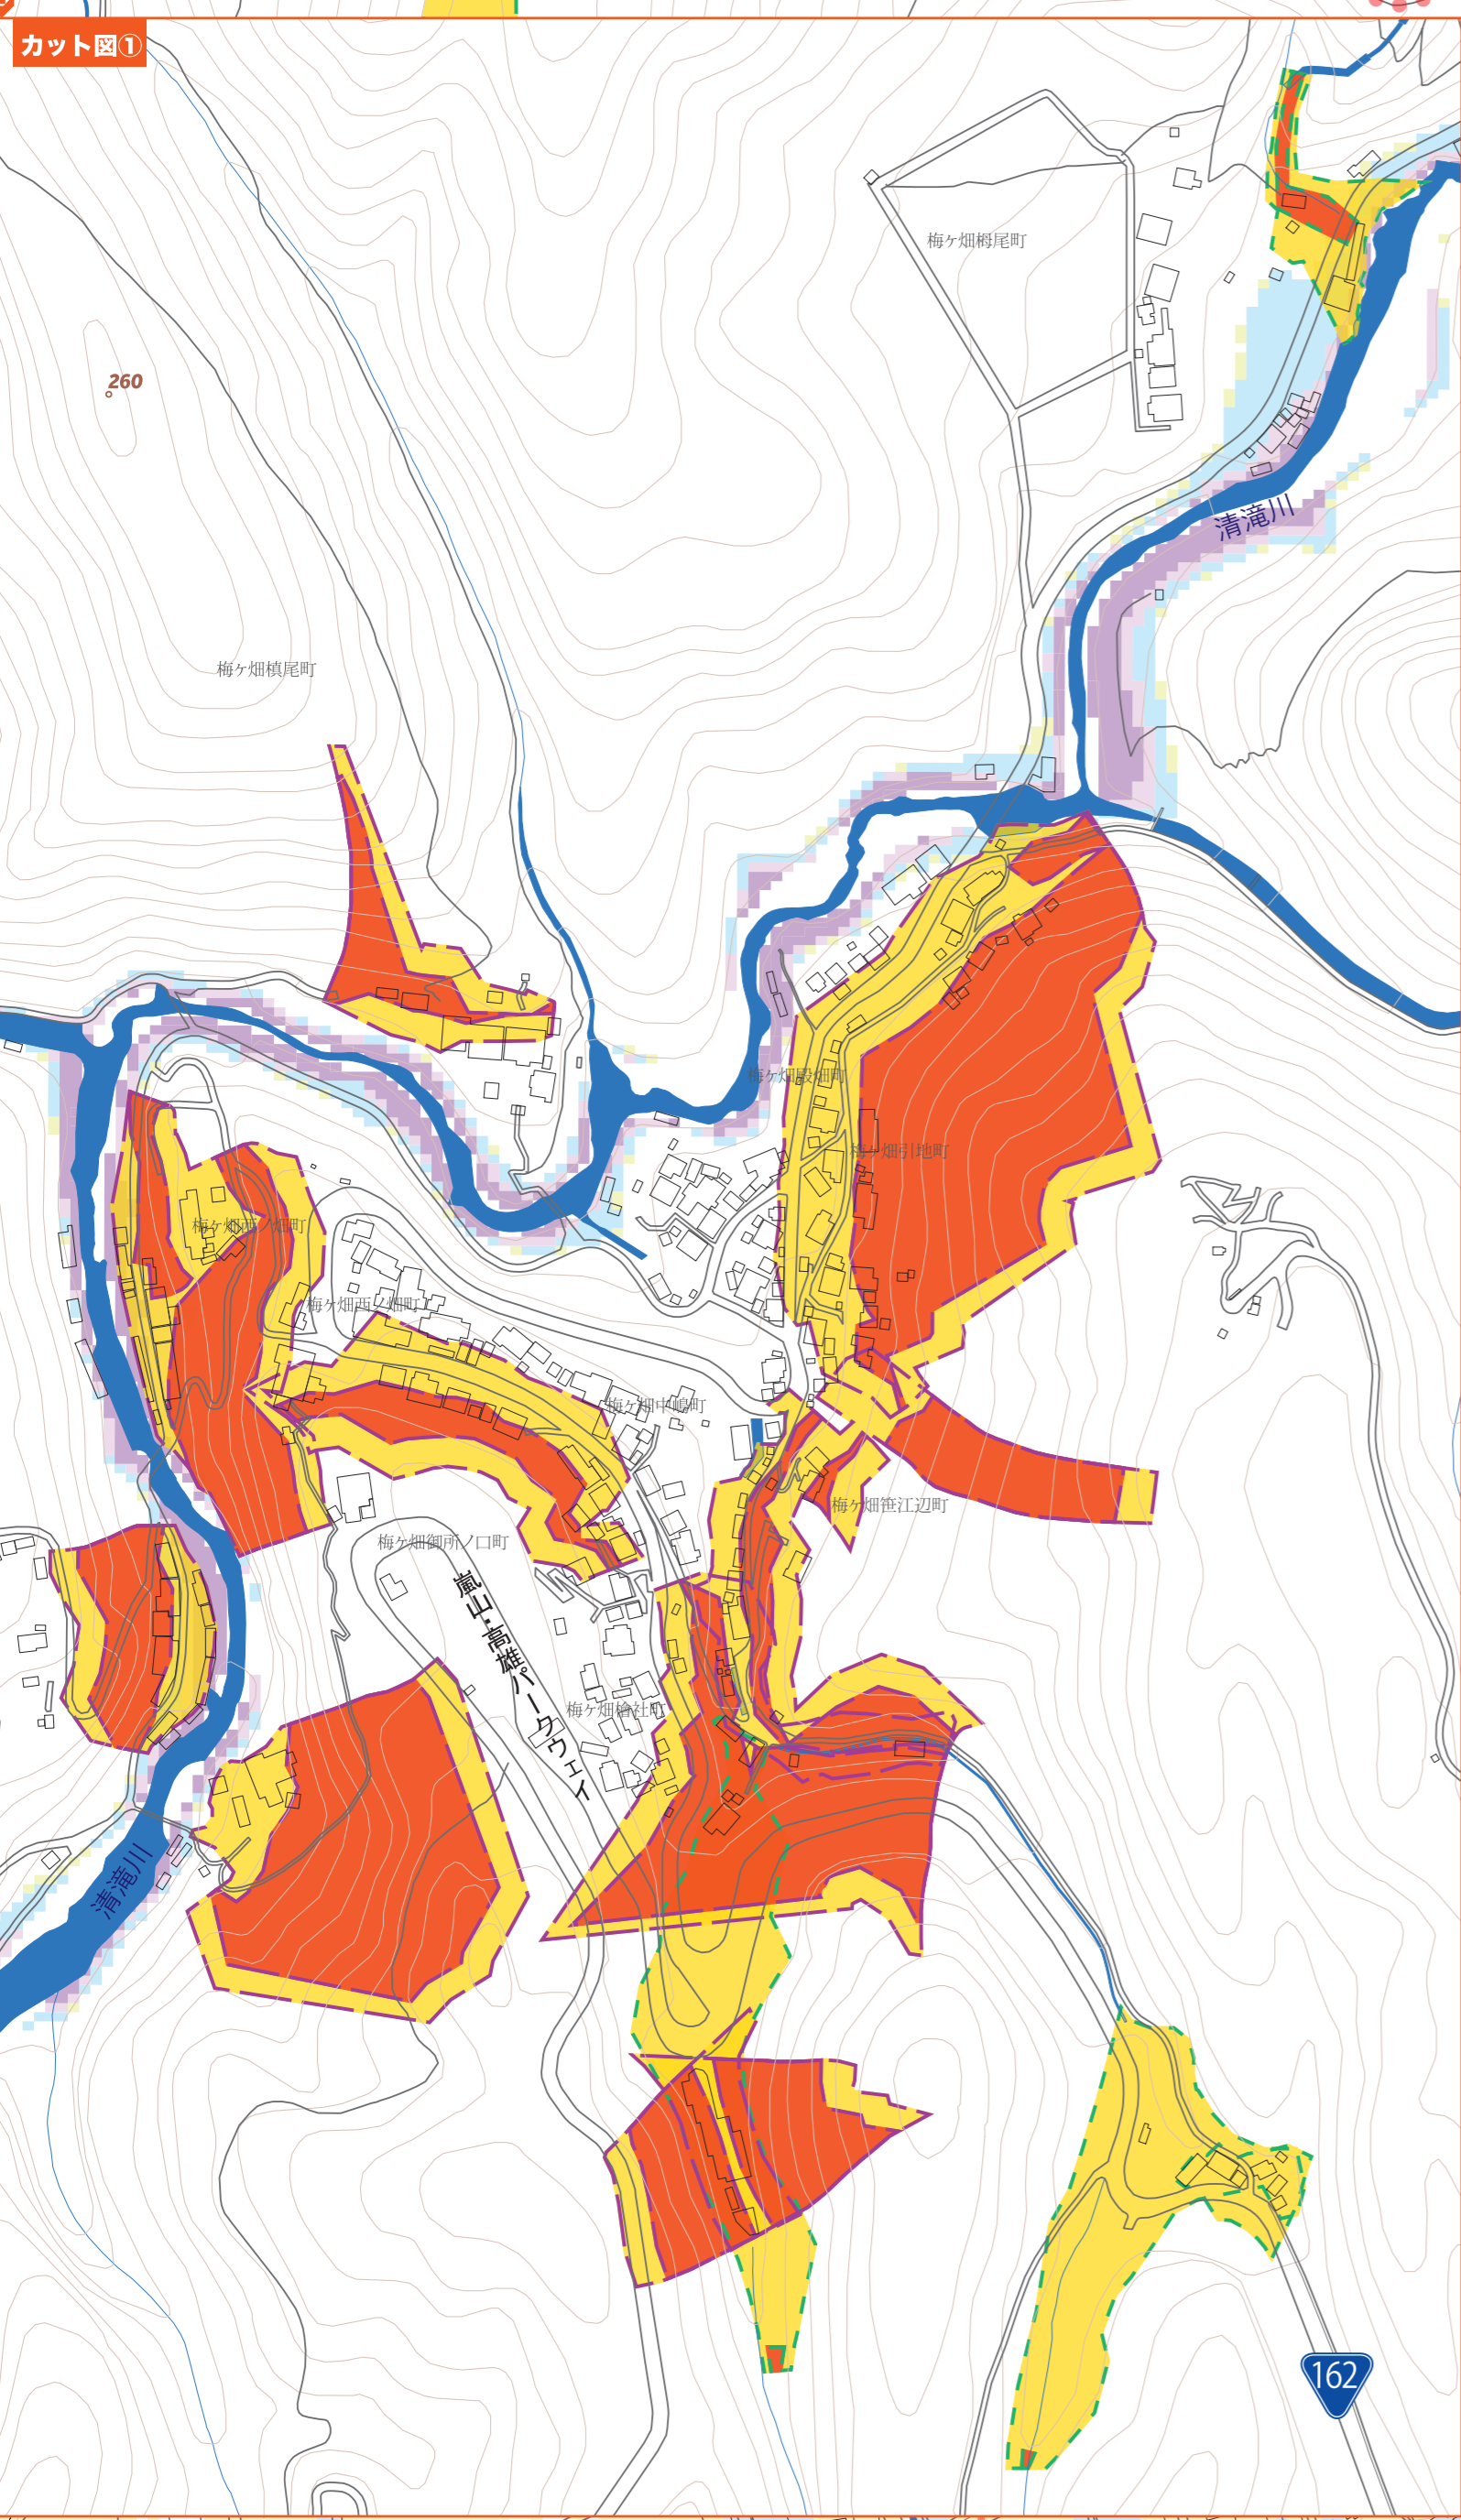 カット図①
梅ヶ畑栂尾町
260
清滝川
梅ヶ畑槙尾町
梅ヶ畑殿畑町
梅ヶ畑引地町
梅ヶ畑西ノ畑町
梅ヶ畑西ノ畑町
梅ヶ畑中嶋町
梅ヶ畑笹江辺町
梅ヶ畑御所ノ口町
嵐山・高雄パークウェイ
梅ヶ畑檜社町
清滝川
162